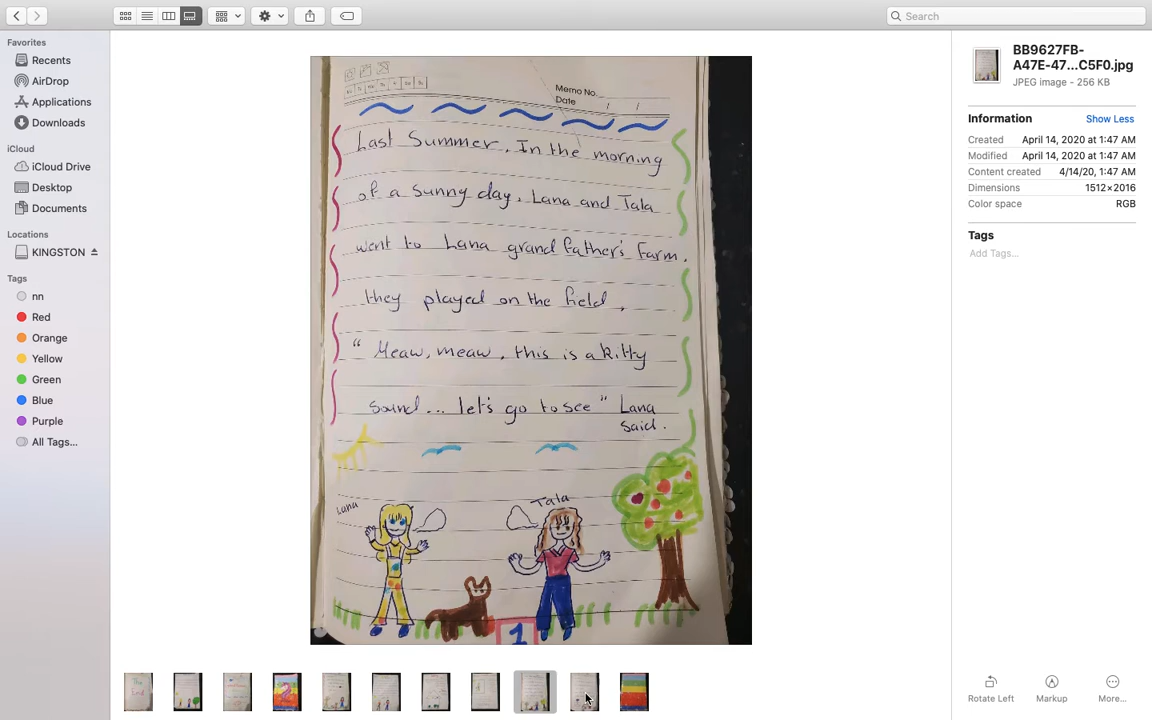 Search
Favorites
Recents
AirDrop
Applications
Downloads
iCloud
iCloud Drive
Desktop
Documents
Locations
KINGSTON
Tags
nn
Red
Orange
Yellow
Green
Blue
Purple
All Tags...
Memo No.
Date / /
Last Summer, In the morning
of a Sunny day, Lana and Tala
went to Lana grand father's farm.
they played on the field,
" Meaw, meaw, this is a kitty
sound... let's go to see " Lana
said.
Lana
Tala
1
The
End
2
BB9627FB-
A47E-47...C5F0.jpg
JPEG image - 256 KB
Information Show Less
Created April 14, 2020 at 1:47 AM
Modified April 14, 2020 at 1:47 AM
Content created 4/14/20, 1:47 AM
Dimensions 1512×2016
Color space RGB
Tags
Add Tags...
Rotate Left Markup More...